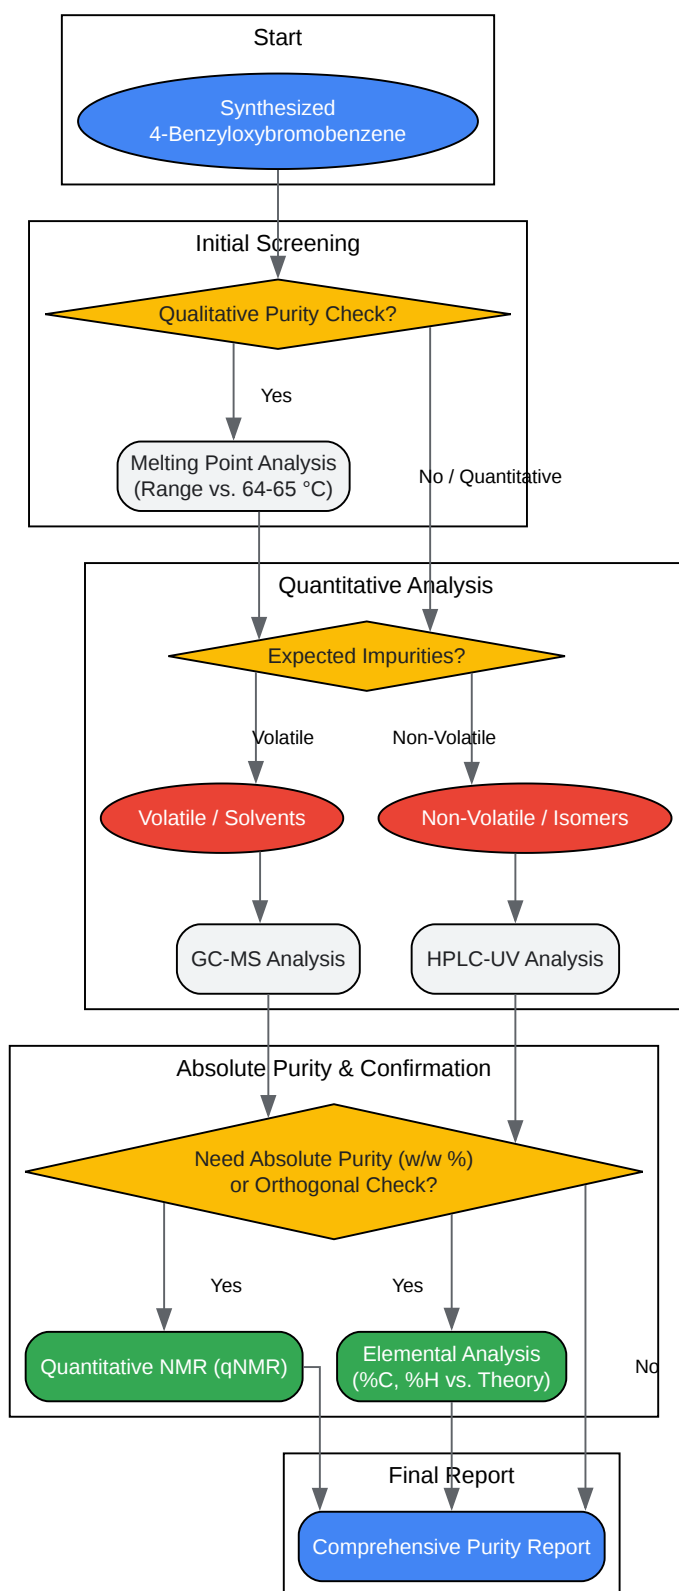 Start
Synthesized
4-Benzyloxybromobenzene
Initial Screening
Qualitative Purity Check?
Yes
Melting Point Analysis
(Range vs. 64-65 °C)
No / Quantitative
Quantitative Analysis
Expected Impurities?
Volatile
Non-Volatile
Volatile / Solvents
Non-Volatile / Isomers
GC-MS Analysis
HPLC-UV Analysis
Absolute Purity & Confirmation
Need Absolute Purity (w/w %)
or Orthogonal Check?
Yes
Yes
Quantitative NMR (qNMR)
Elemental Analysis
(%C, %H vs. Theory)
No
Final Report
Comprehensive Purity Report